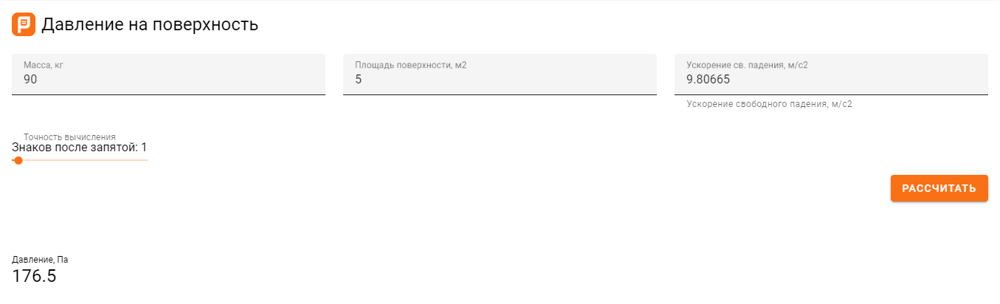 Давление на поверхность
Масса, кг
90
Площадь поверхности, м2
5
Ускорение св. падения, м/с2
9.80665
Ускорение свободного падения, м/с2
Точность вычисления
Знаков после запятой: 1
РАССЧИТАТЬ
Давление, Па
176.5